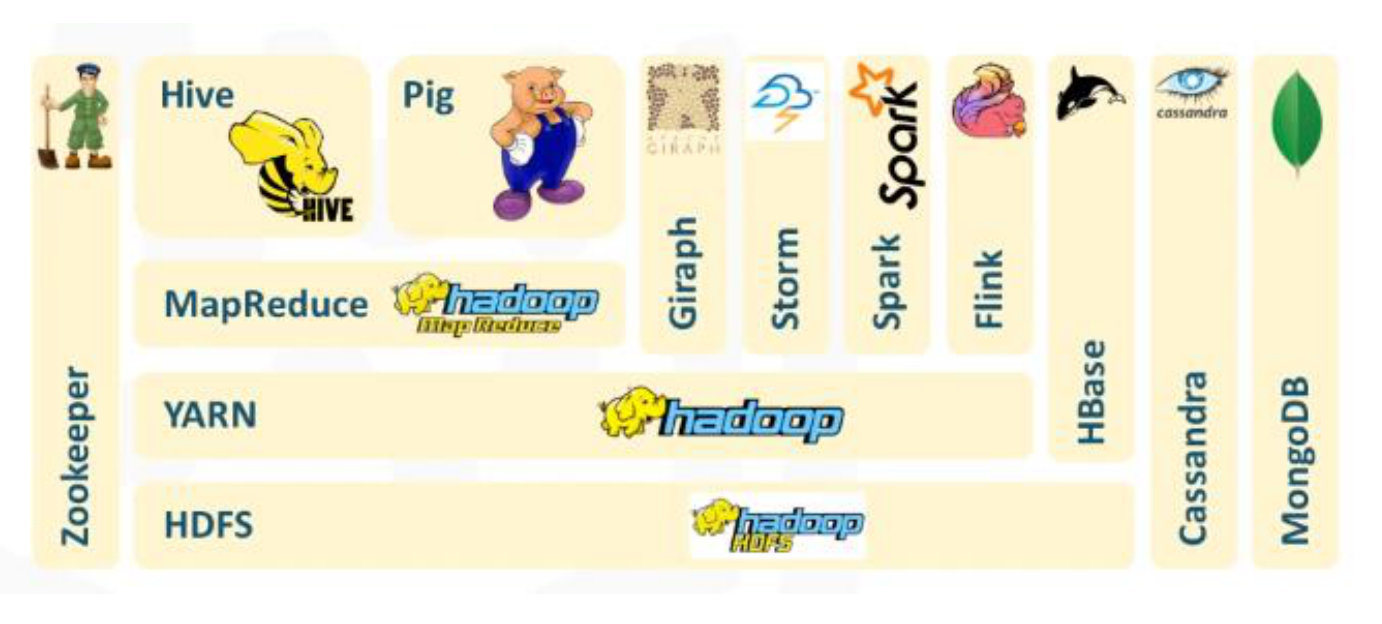 Zookeeper
Hive
HIVE
Pig
GIRAPH
Giraph
Storm
Spark
Spark
Flink
HBase
cassandra
Cassandra
MongoDB
MapReduce
hadoop
Map Reduce
YARN
hadoop
HDFS
hadoop
HDFS